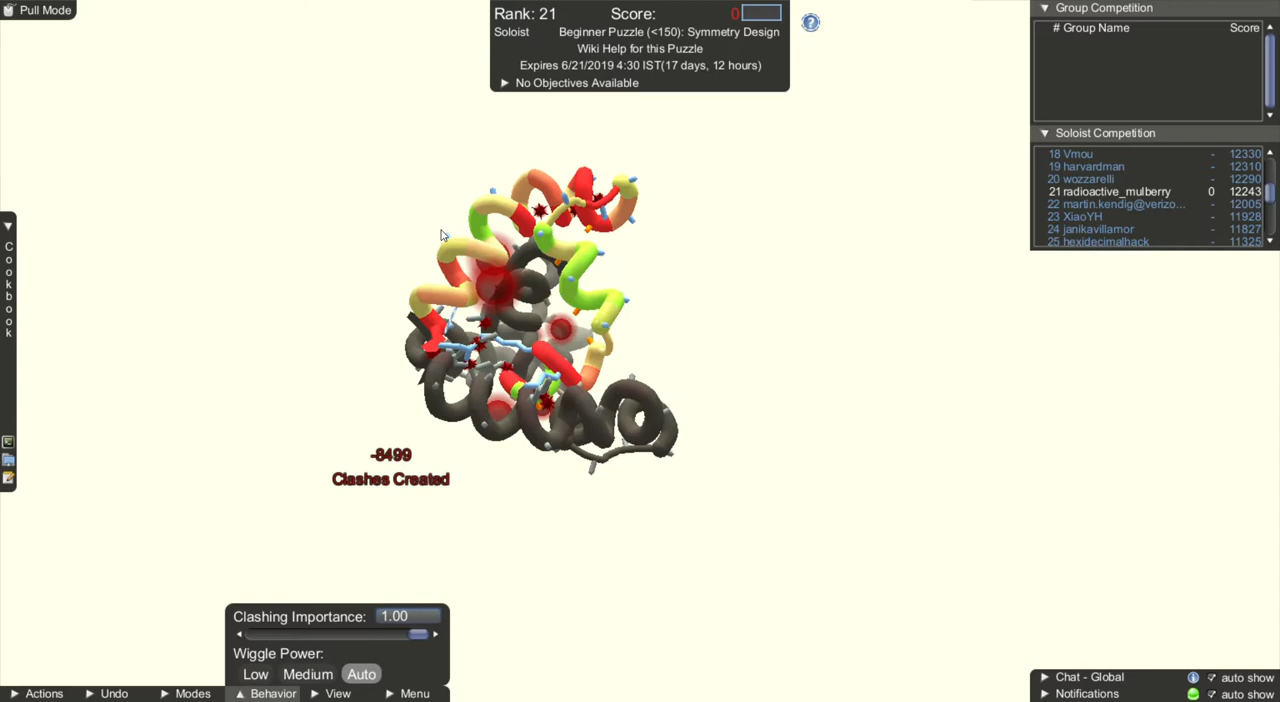 Pull Mode
Rank: 21 Score: 0
Soloist Beginner Puzzle (<150): Symmetry Design
Wiki Help for this Puzzle
Expires 6/21/2019 4:30 IST(17 days, 12 hours)
No Objectives Available
?
Group Competition
# Group Name Score
Soloist Competition
18 Vmou - 12330
19 harvardman - 12310
20 wozzarelli - 12290
21 radioactive_mulberry 0 12243
22 martin.kendig@verizo... - 12005
23 XiaoYH - 11928
24 janikavillamor - 11827
25 hexidecimalhack - 11325
Cookbook
-8499
Clashes Created
Clashing Importance: 1.00
Wiggle Power:
Low Medium Auto
Actions Undo Modes Behavior View Menu
Chat - Global auto show
Notifications auto show